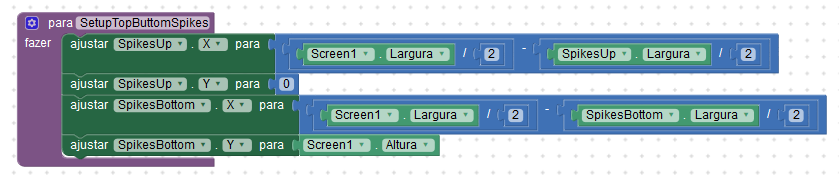 para SetupTopButtomSpikes
fazer ajustar SpikesUp . X para Screen1 . Largura / 2 - SpikesUp . Largura / 2
ajustar SpikesUp . Y para 0
ajustar SpikesBottom . X para Screen1 . Largura / 2 - SpikesBottom . Largura / 2
ajustar SpikesBottom . Y para Screen1 . Altura